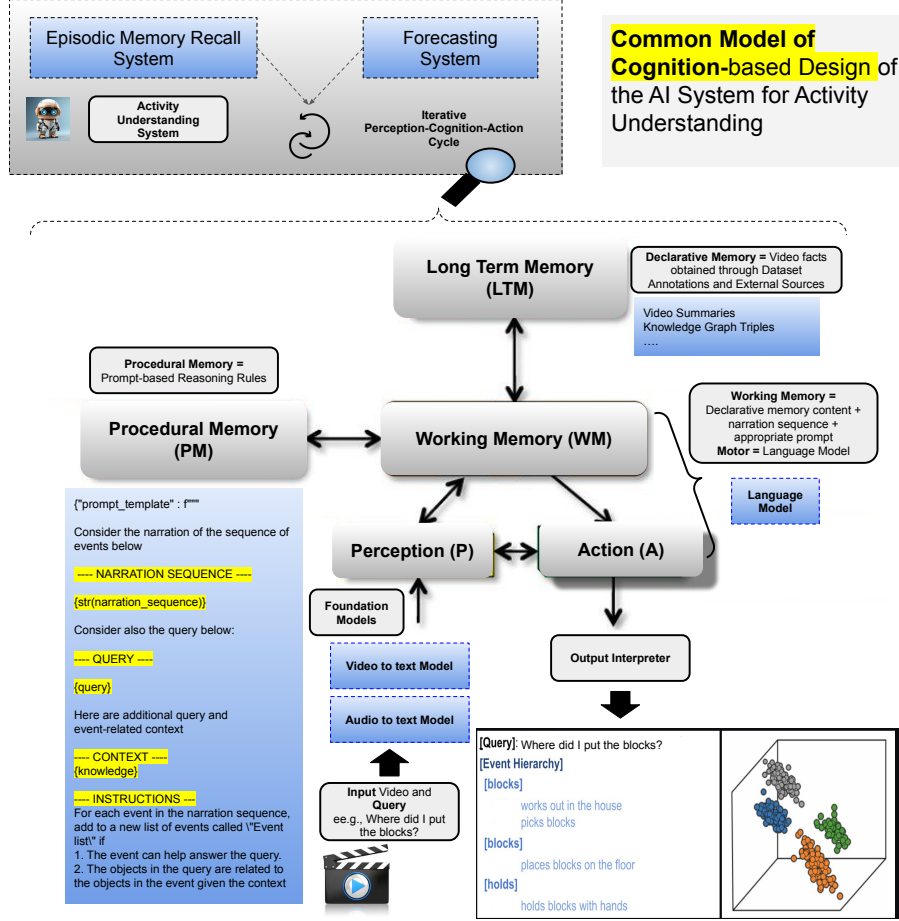 Episodic Memory Recall
System
Forecasting
System
Activity
Understanding
System
Iterative
Perception-Cognition-Action
Cycle
Common Model of
Cognition-based Design of
the AI System for Activity
Understanding
Long Term Memory
(LTM)
Declarative Memory = Video facts
obtained through Dataset
Annotations and External Sources
Video Summaries
Knowledge Graph Triples
....
Procedural Memory =
Prompt-based Reasoning Rules
Procedural Memory
(PM)
Working Memory (WM)
Working Memory =
Declarative memory content +
narration sequence +
appropriate prompt
Motor = Language Model
Language
Model
Perception (P)
Action (A)
{"prompt_template" : f"""
Consider the narration of the sequence of
events below
---- NARRATION SEQUENCE ----
{str(narration_sequence)}
Consider also the query below:
---- QUERY ----
{query}
Here are additional query and
event-related context
---- CONTEXT ----
{knowledge}
---- INSTRUCTIONS ---
For each event in the narration sequence,
add to a new list of events called \"Event
list\" if
1. The event can help answer the query.
2. The objects in the query are related to
the objects in the event given the context
Foundation
Models
Video to text Model
Audio to text Model
Input Video and
Query
ee.g., Where did I put
the blocks?
Output Interpreter
[Query]: Where did I put the blocks?
[Event Hierarchy]
[blocks]
works out in the house
picks blocks
[blocks]
places blocks on the floor
[holds]
holds blocks with hands